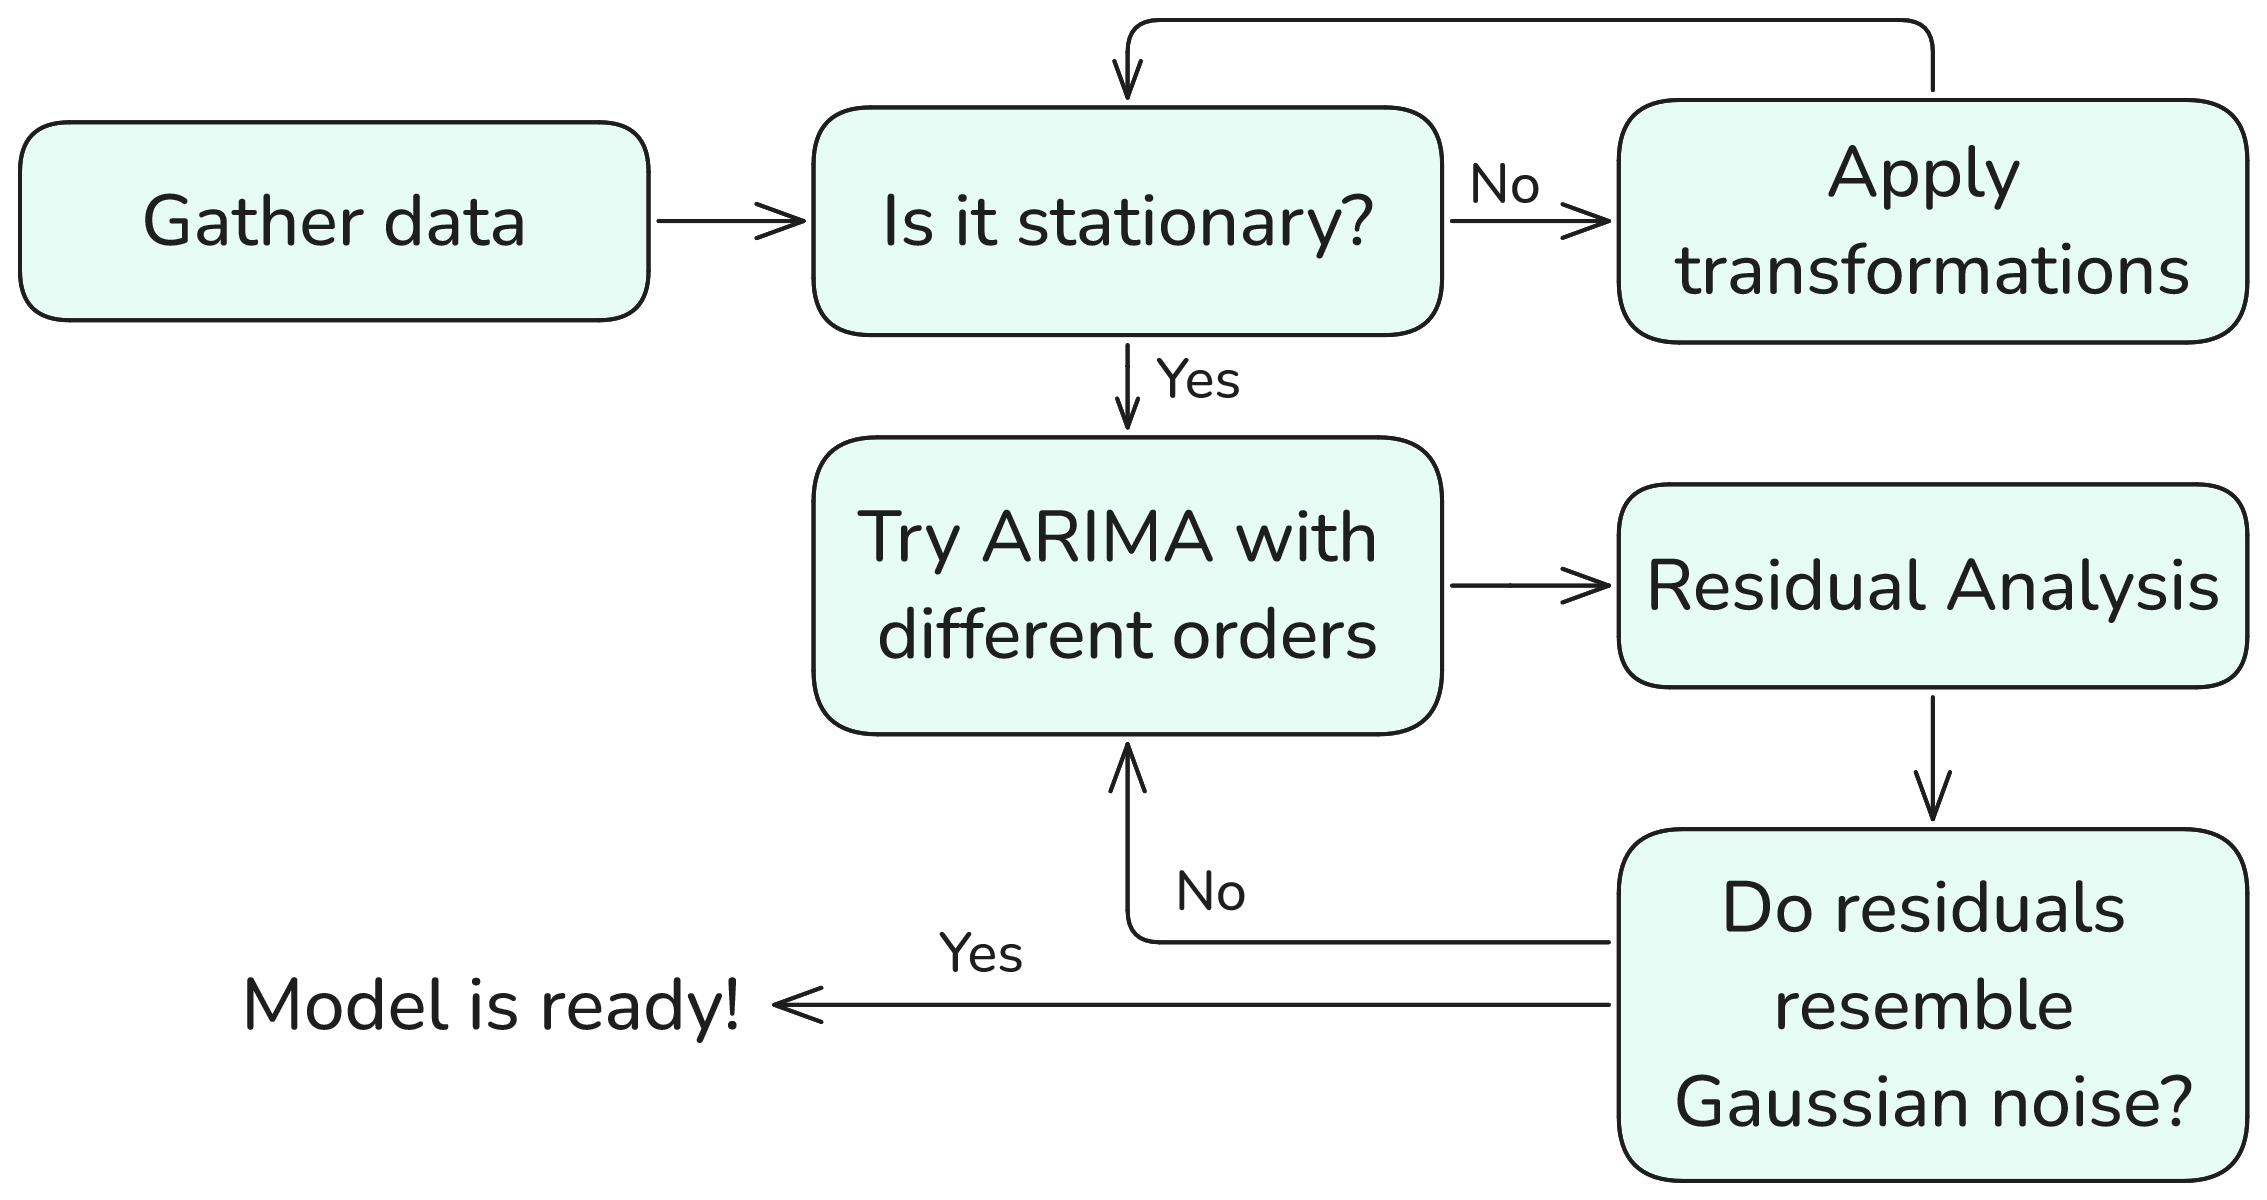 Gather data
Is it stationary?
No
Apply
transformations
Yes
Try ARIMA with
different orders
Residual Analysis
No
Yes
Do residuals
resemble
Gaussian noise?
Model is ready!